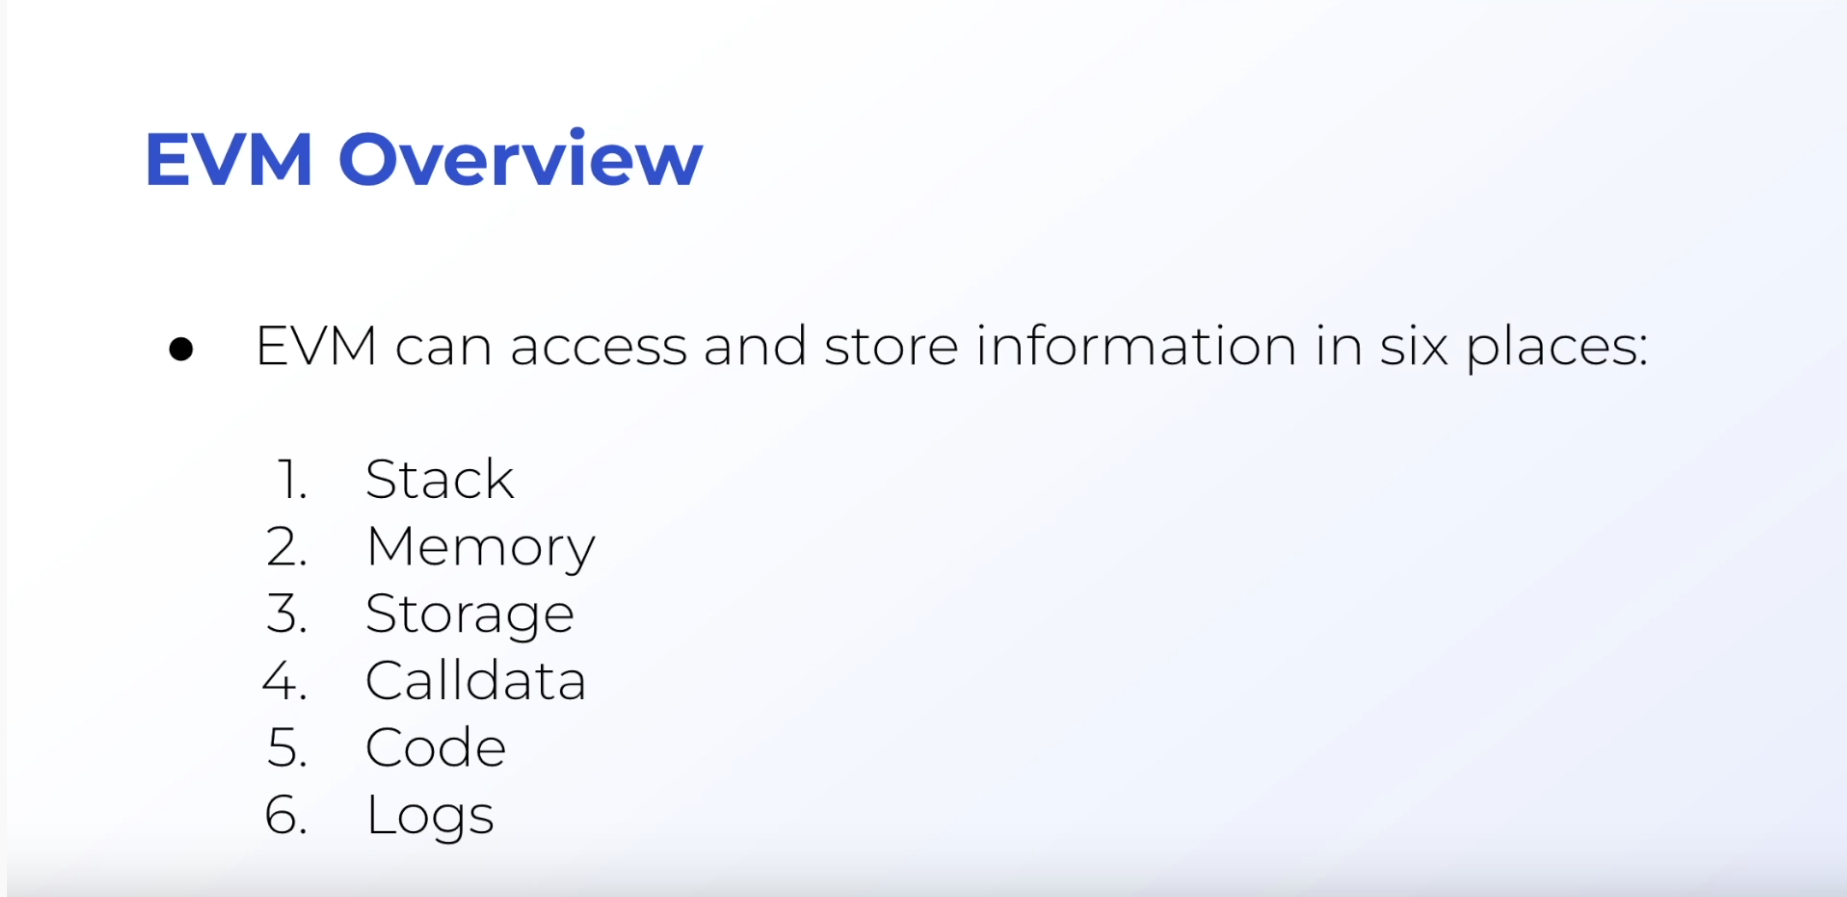 EVM Overview
● EVM can access and store information in six places:
1. Stack
2. Memory
3. Storage
4. Calldata
5. Code
6. Logs